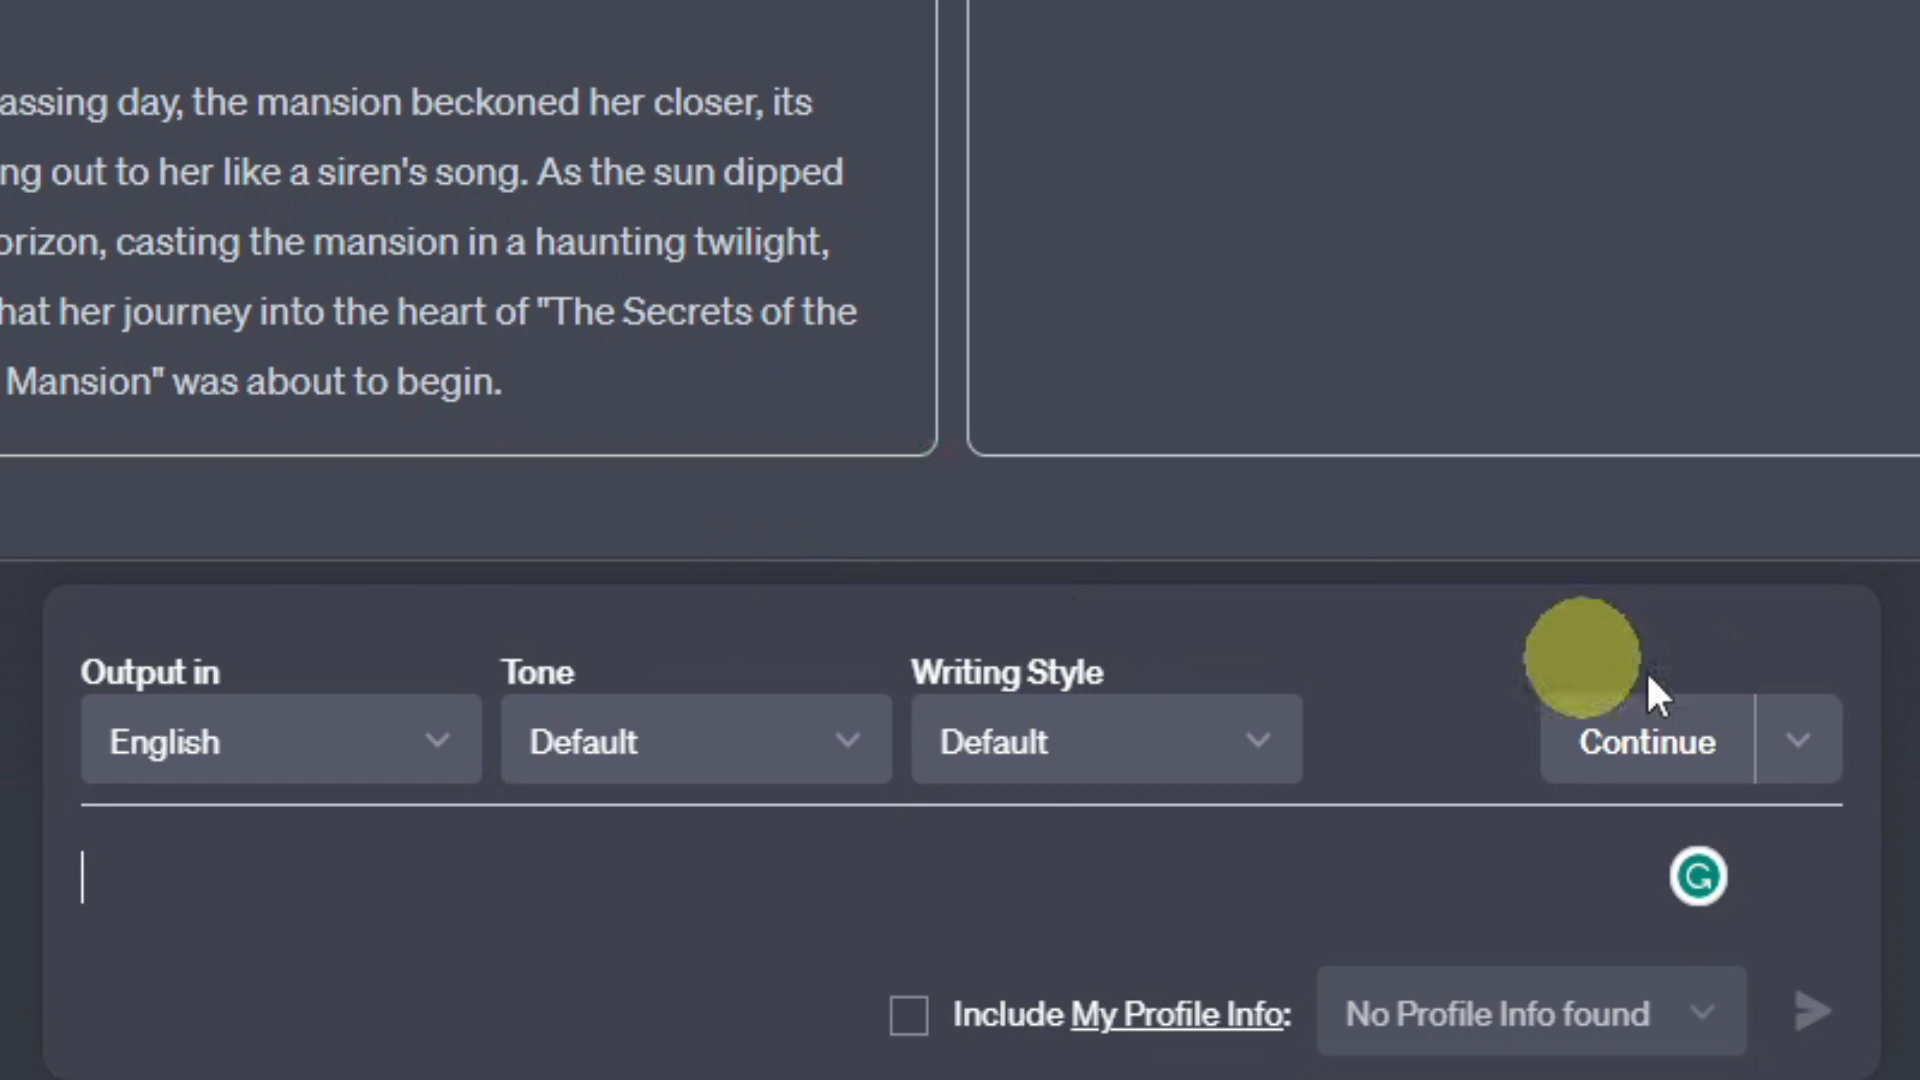 assing day, the mansion beckoned her closer, its
ng out to her like a siren's song. As the sun dipped
orizon, casting the mansion in a haunting twilight,
hat her journey into the heart of "The Secrets of the
Mansion" was about to begin.
Output in
Tone
Writing Style
English
Default
Default
Continue
Include My Profile Info:
No Profile Info found